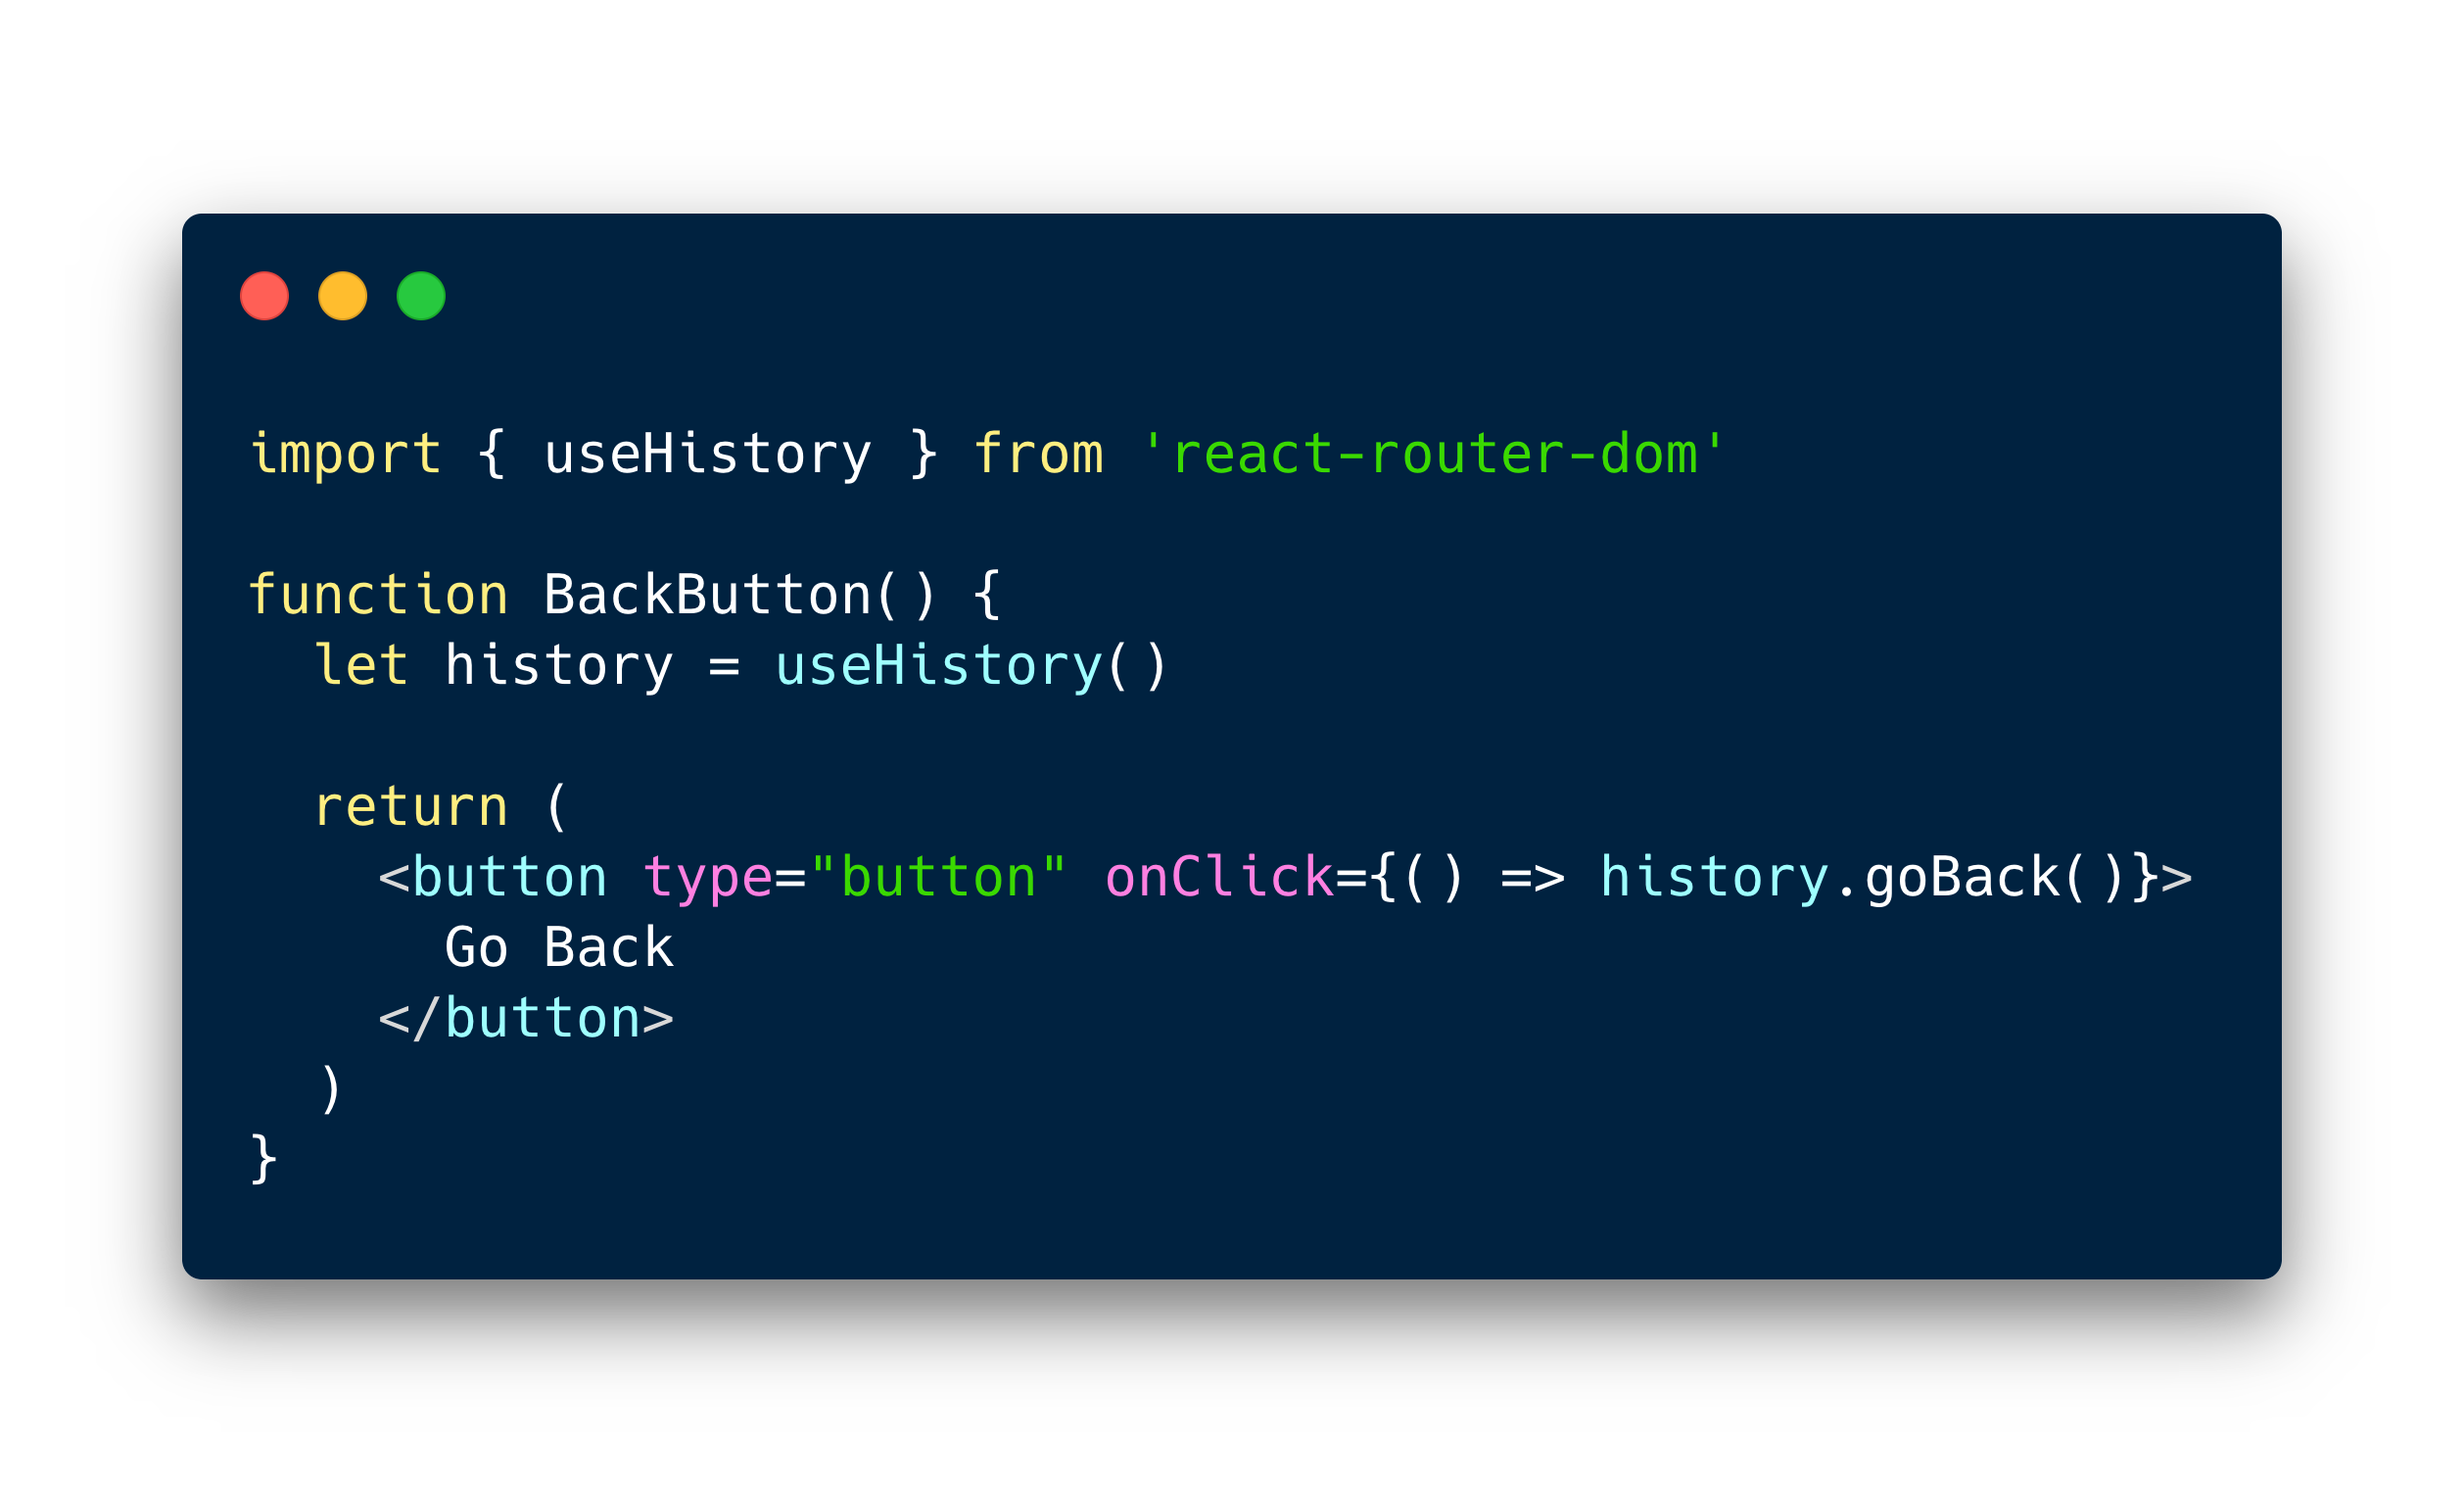 import { useHistory } from 'react-router-dom'

function BackButton() {
  let history = useHistory()

  return (
    <button type="button" onClick={() => history.goBack()}>
      Go Back
    </button>
  )
}